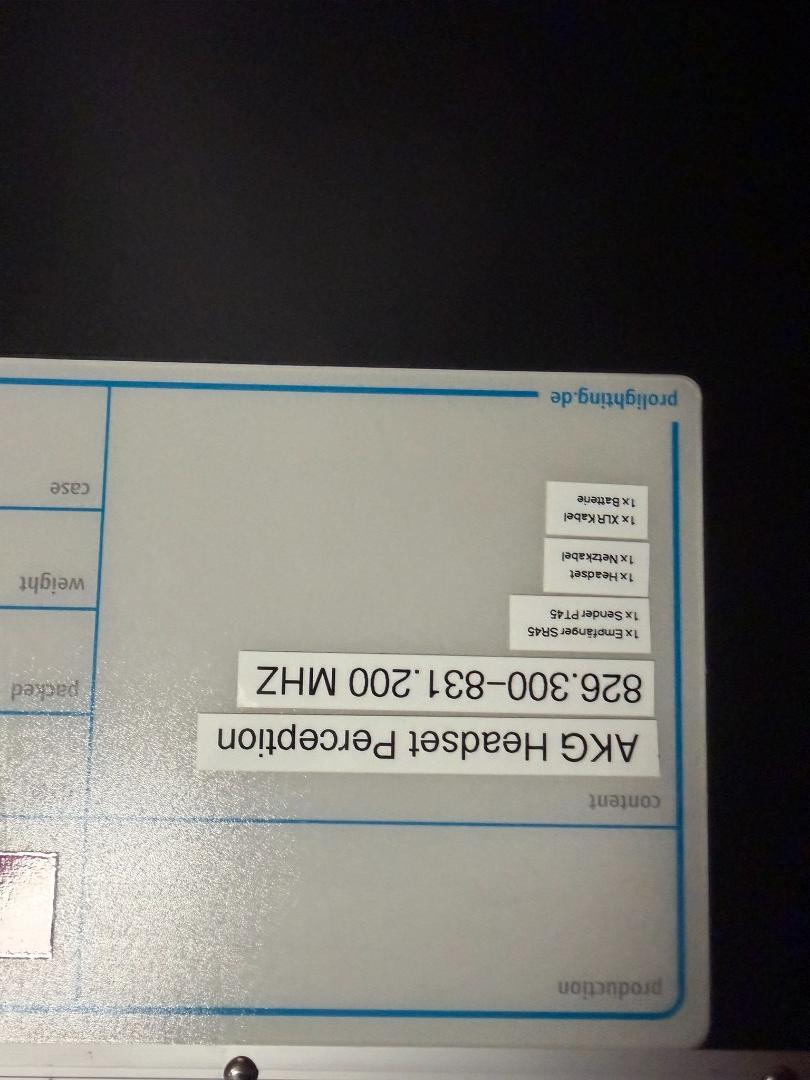 production
content
AKG Headset Perception
826.300-831.200 MHZ
1x Empfänger SR45
1x Sender PT45
1x Headset
1x Netzkabel
1x XLR Kabel
1x Batterie
packed
weight
case
prolighting.de